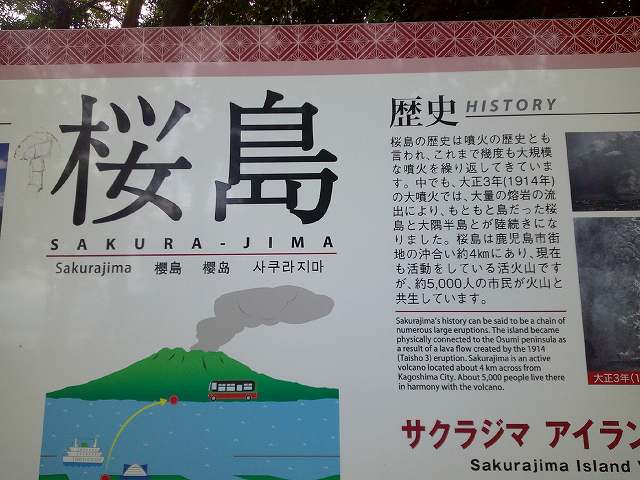 桜島
SAKURA - JIMA
Sakurajima 櫻島 樱岛 사쿠라지마
歴史 HISTORY
桜島の歴史は噴火の歴史とも
言われ、これまで幾度も大規模
な噴火を繰り返してきていま
す。中でも、大正3年(1914年)
の大噴火では、大量の熔岩の流
出により、もともと島だった桜
島と大隅半島とが陸続きにな
りました。桜島は鹿児島市街
地の沖合い約4kmにあり、現在
も活動をしている活火山です
が、約5,000人の市民が火山と
共生しています。
Sakurajima's history can be said to be a chain of
numerous large eruptions. The island became
physically connected to the Osumi peninsula as
a result of a lava flow created by the 1914
(Taisho 3) eruption. Sakurajima is an active
volcano located about 4 km across from
Kagoshima City. About 5,000 people live there
in harmony with the volcano.
大正3年(1
サクラジマ アイラン
Sakurajima Island